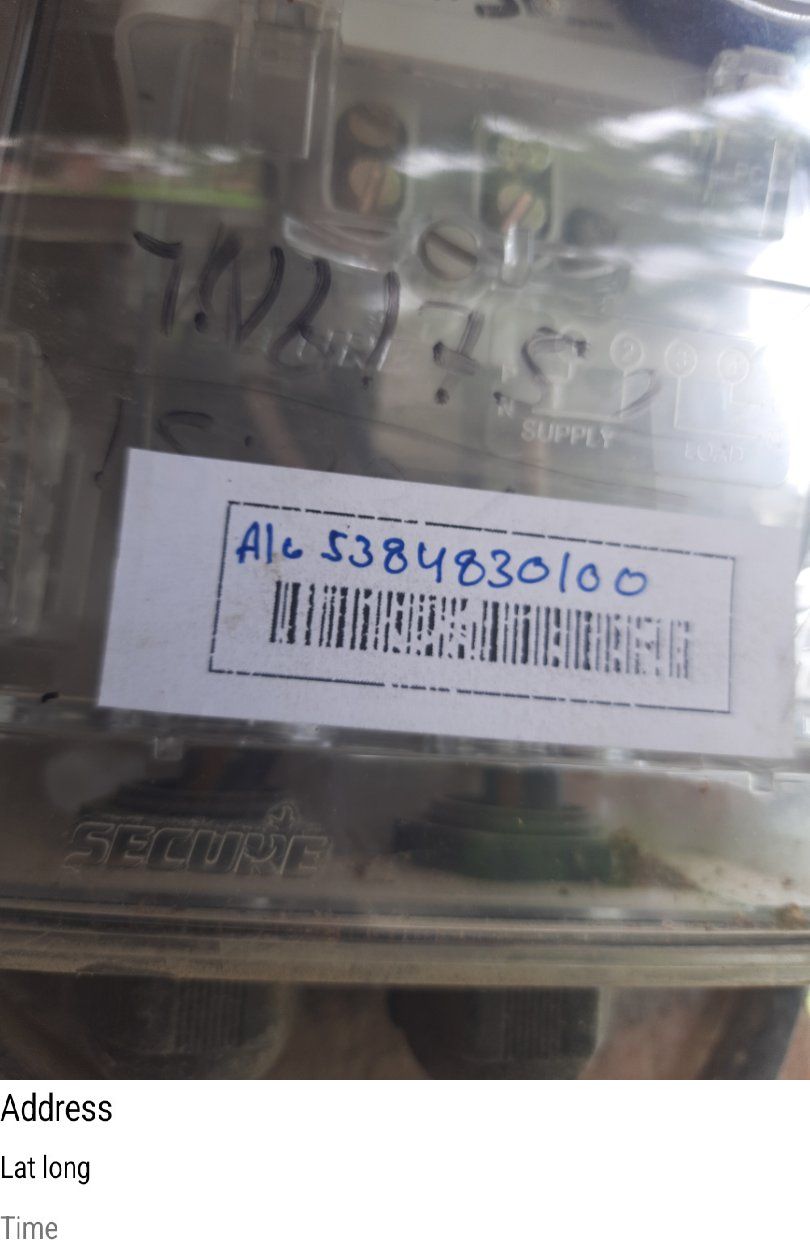 SUPPLY
LOAD
A/c 5384830100
SECURE
Address
Lat long
Time